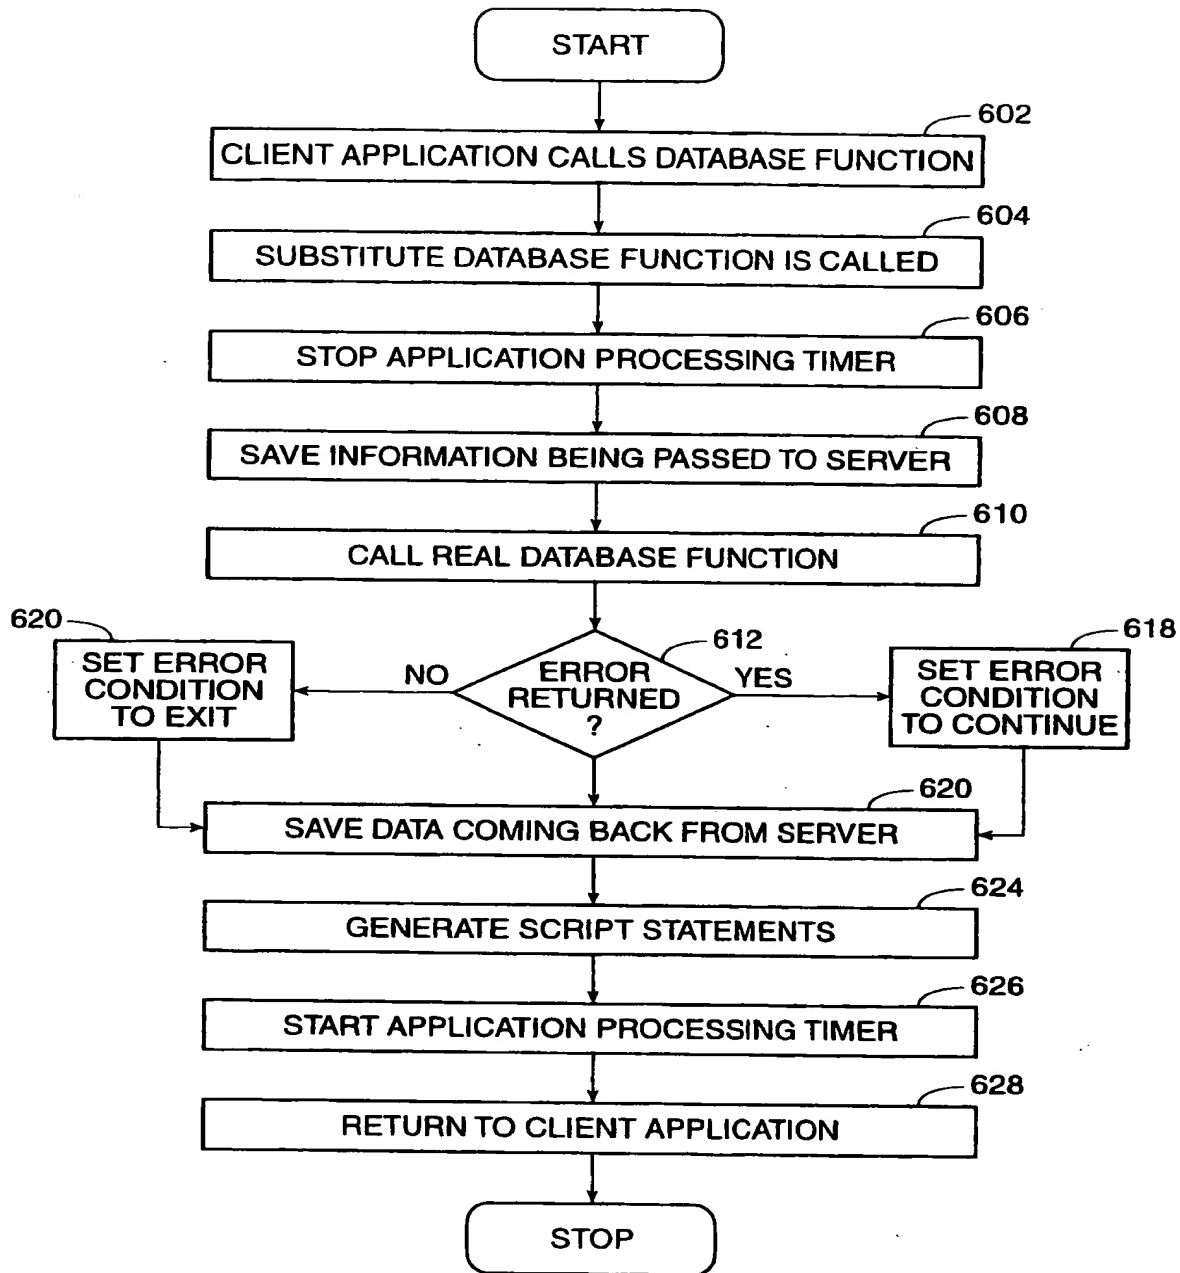 START
602
CLIENT APPLICATION CALLS DATABASE FUNCTION
604
SUBSTITUTE DATABASE FUNCTION IS CALLED
606
STOP APPLICATION PROCESSING TIMER
608
SAVE INFORMATION BEING PASSED TO SERVER
610
CALL REAL DATABASE FUNCTION
620
SET ERROR
CONDITION
TO EXIT
NO
612
ERROR
RETURNED
?
YES
618
SET ERROR
CONDITION
TO CONTINUE
620
SAVE DATA COMING BACK FROM SERVER
624
GENERATE SCRIPT STATEMENTS
626
START APPLICATION PROCESSING TIMER
628
RETURN TO CLIENT APPLICATION
STOP